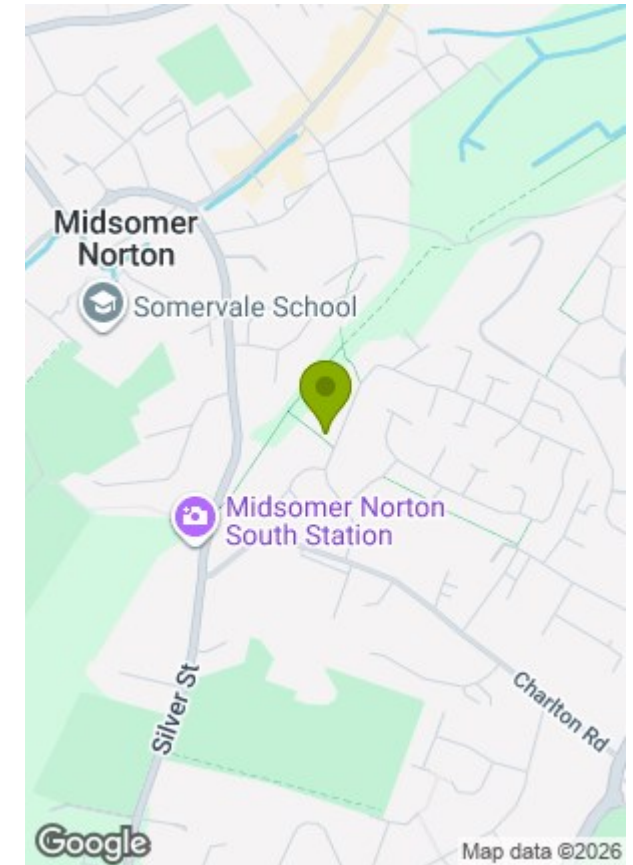 Midsomer
Norton
Somervale School
Midsomer Norton
South Station
Silver St
Charlton Rd
Google
Map data ©2026